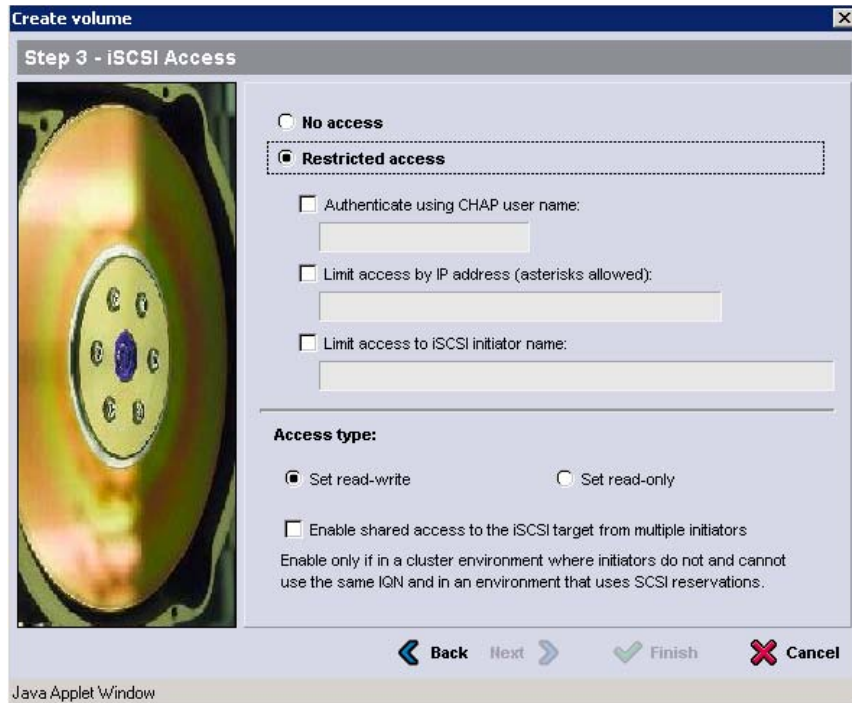 Create volume
Step 3 - iSCSI Access
No access
Restricted access
Authenticate using CHAP user name:
Limit access by IP address (asterisks allowed):
Limit access to iSCSI initiator name:
Access type:
Set read-write Set read-only
Enable shared access to the iSCSI target from multiple initiators
Enable only if in a cluster environment where initiators do not and cannot
use the same IQN and in an environment that uses SCSI reservations.
Back Next Finish Cancel
Java Applet Window